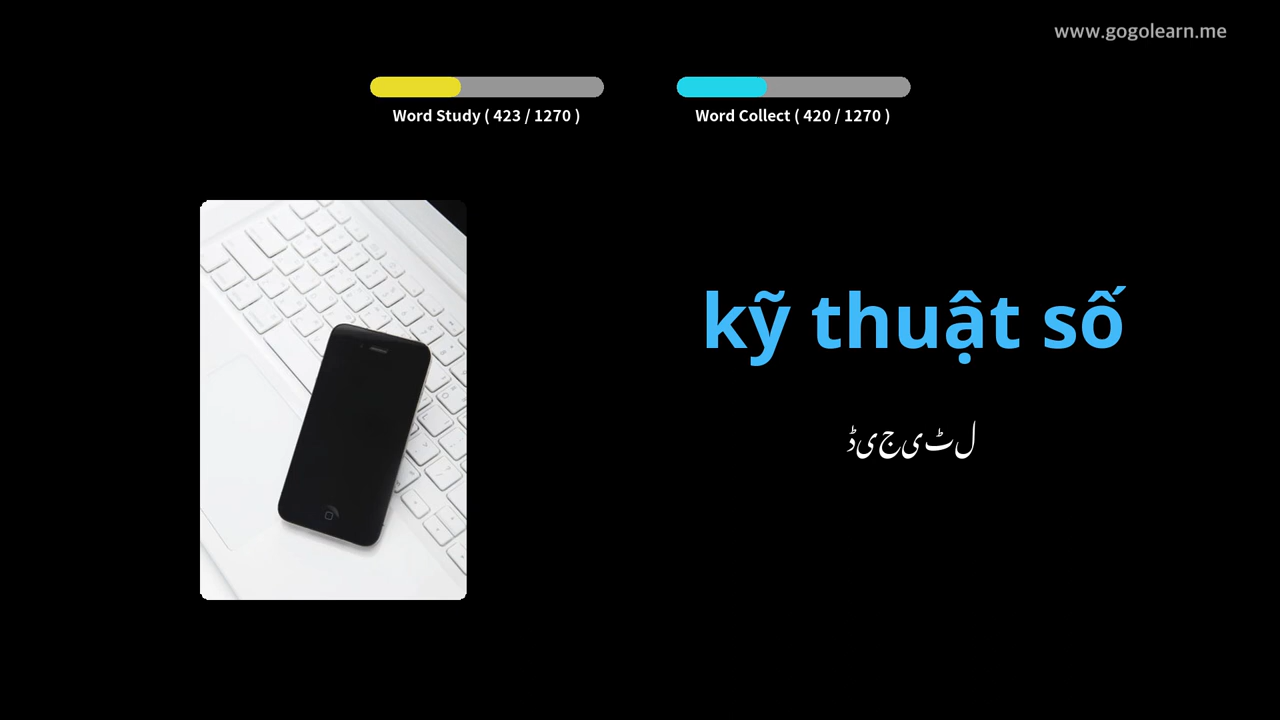 www.gogolearn.me
Word Study ( 423 / 1270 )
Word Collect ( 420 / 1270 )
kỹ thuật số
ڈیجیٹل